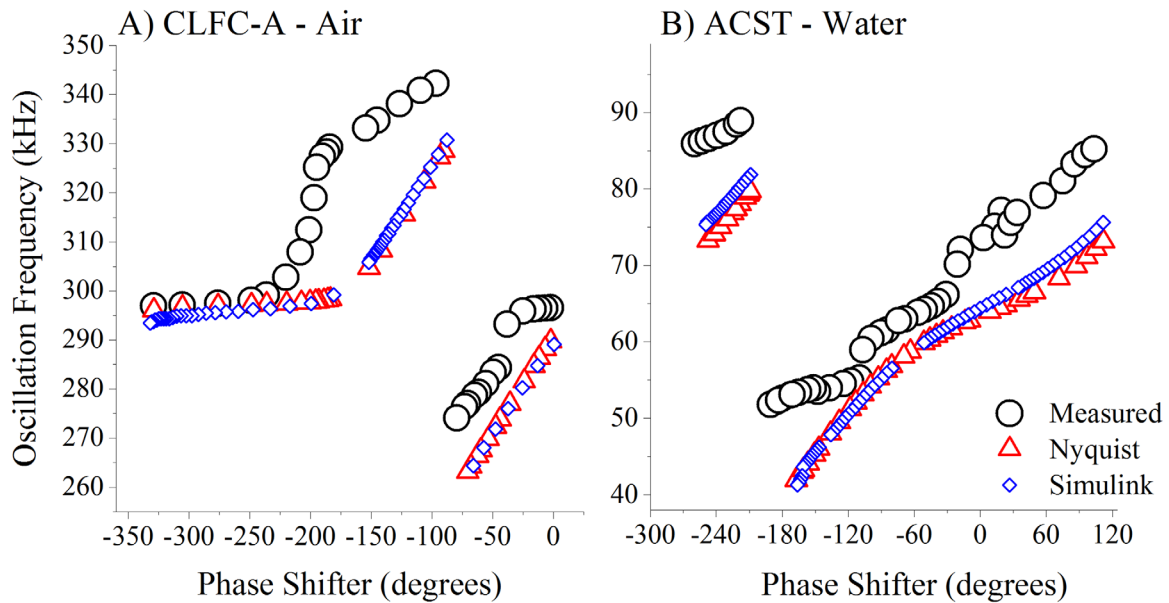 A) CLFC-A - Air
B) ACST - Water
Oscillation Frequency (kHz)
350
340
330
320
310
300
290
280
270
260
-350 -300 -250 -200 -150 -100 -50 0
Phase Shifter (degrees)
90
80
70
60
50
40
-300 -240 -180 -120 -60 0 60 120
Phase Shifter (degrees)
Measured
Nyquist
Simulink